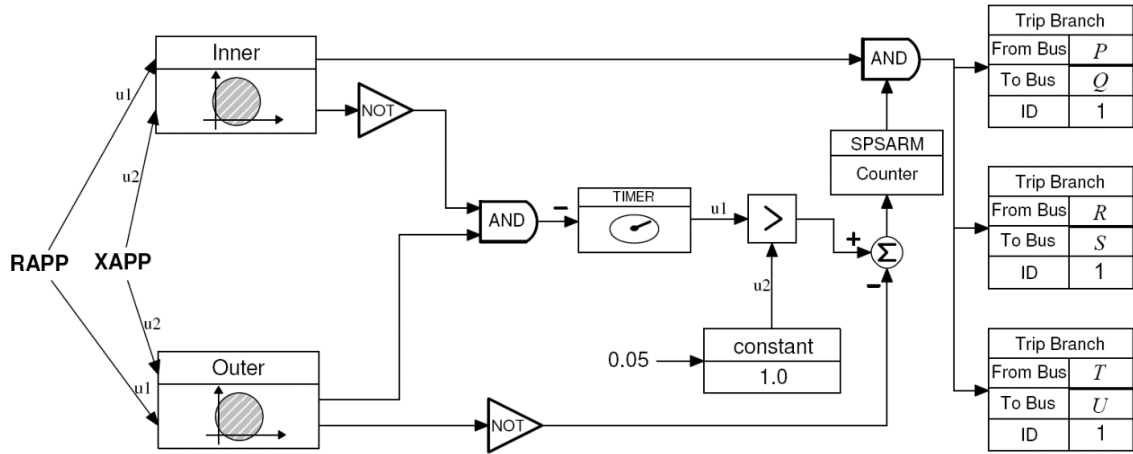 Inner
NOT
u1
u2
RAPP
XAPP
u2
u1
Outer
NOT
AND
TIMER
u1
>
u2
0.05
constant
1.0
+
Σ
−
−
SPSARM
Counter
AND
Trip Branch
From Bus P
To Bus Q
ID 1
Trip Branch
From Bus R
To Bus S
ID 1
Trip Branch
From Bus T
To Bus U
ID 1